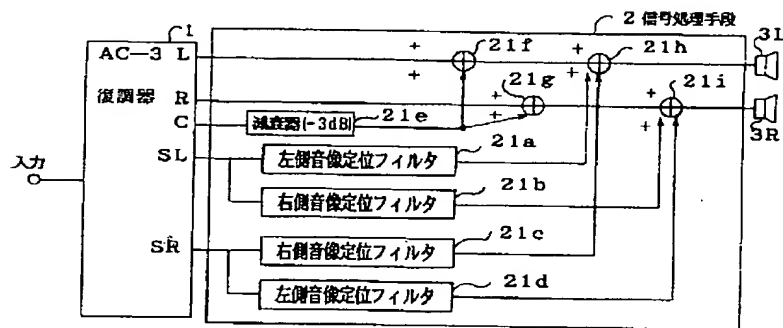 1
2 信号処理手段
AC-3 L
+
+
21f
+
+
21h
3L
復調器
R
+
+
21g
+
+
21i
3R
C
減衰器(-3dB)
21e
SL
左側音像定位フィルタ
21a
入力
右側音像定位フィルタ
21b
SR
右側音像定位フィルタ
21c
左側音像定位フィルタ
21d